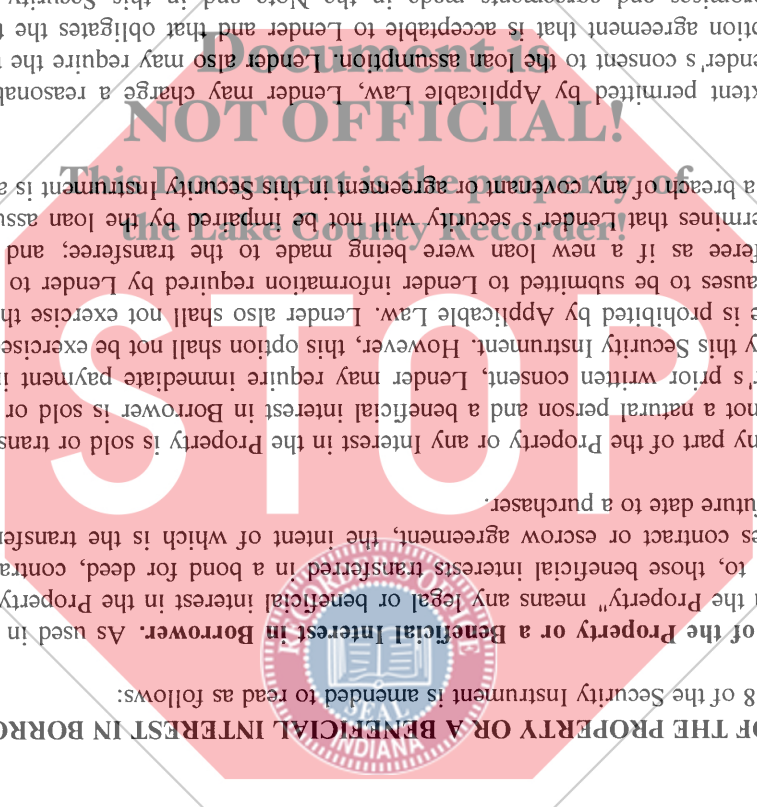 Document is
NOT OFFICIAL!
This Document is the property of
the Lake County Recorder!
STOP
RECORDER'S OFFICE
SEAL
INDIANA
OF THE PROPERTY OR A BENEFICIAL INTEREST IN BORRO
8 of the Security Instrument is amended to read as follows:
of the Property or a Beneficial Interest in Borrower. As used in
the Property" means any legal or beneficial interest in the Property
to, those beneficial interests transferred in a bond for deed, contra
es contract or escrow agreement, the intent of which is the transfer
future date to a purchaser.
ny part of the Property or any Interest in the Property is sold or trans
not a natural person and a beneficial interest in Borrower is sold or
r's prior written consent, Lender may require immediate payment i
y this Security Instrument. However, this option shall not be exercise
e is prohibited by Applicable Law. Lender also shall not exercise th
auses to be submitted to Lender information required by Lender to
feree as if a new loan were being made to the transferee; and
ermines that Lender's security will not be impaired by the loan assu
a breach of any covenant or agreement in this Security Instrument is a
xtent permitted by Applicable Law, Lender may charge a reasonab
ender's consent to the loan assumption. Lender also may require the
ption agreement that is acceptable to Lender and that obligates the t
promises and agreements made in the Note and in this Security